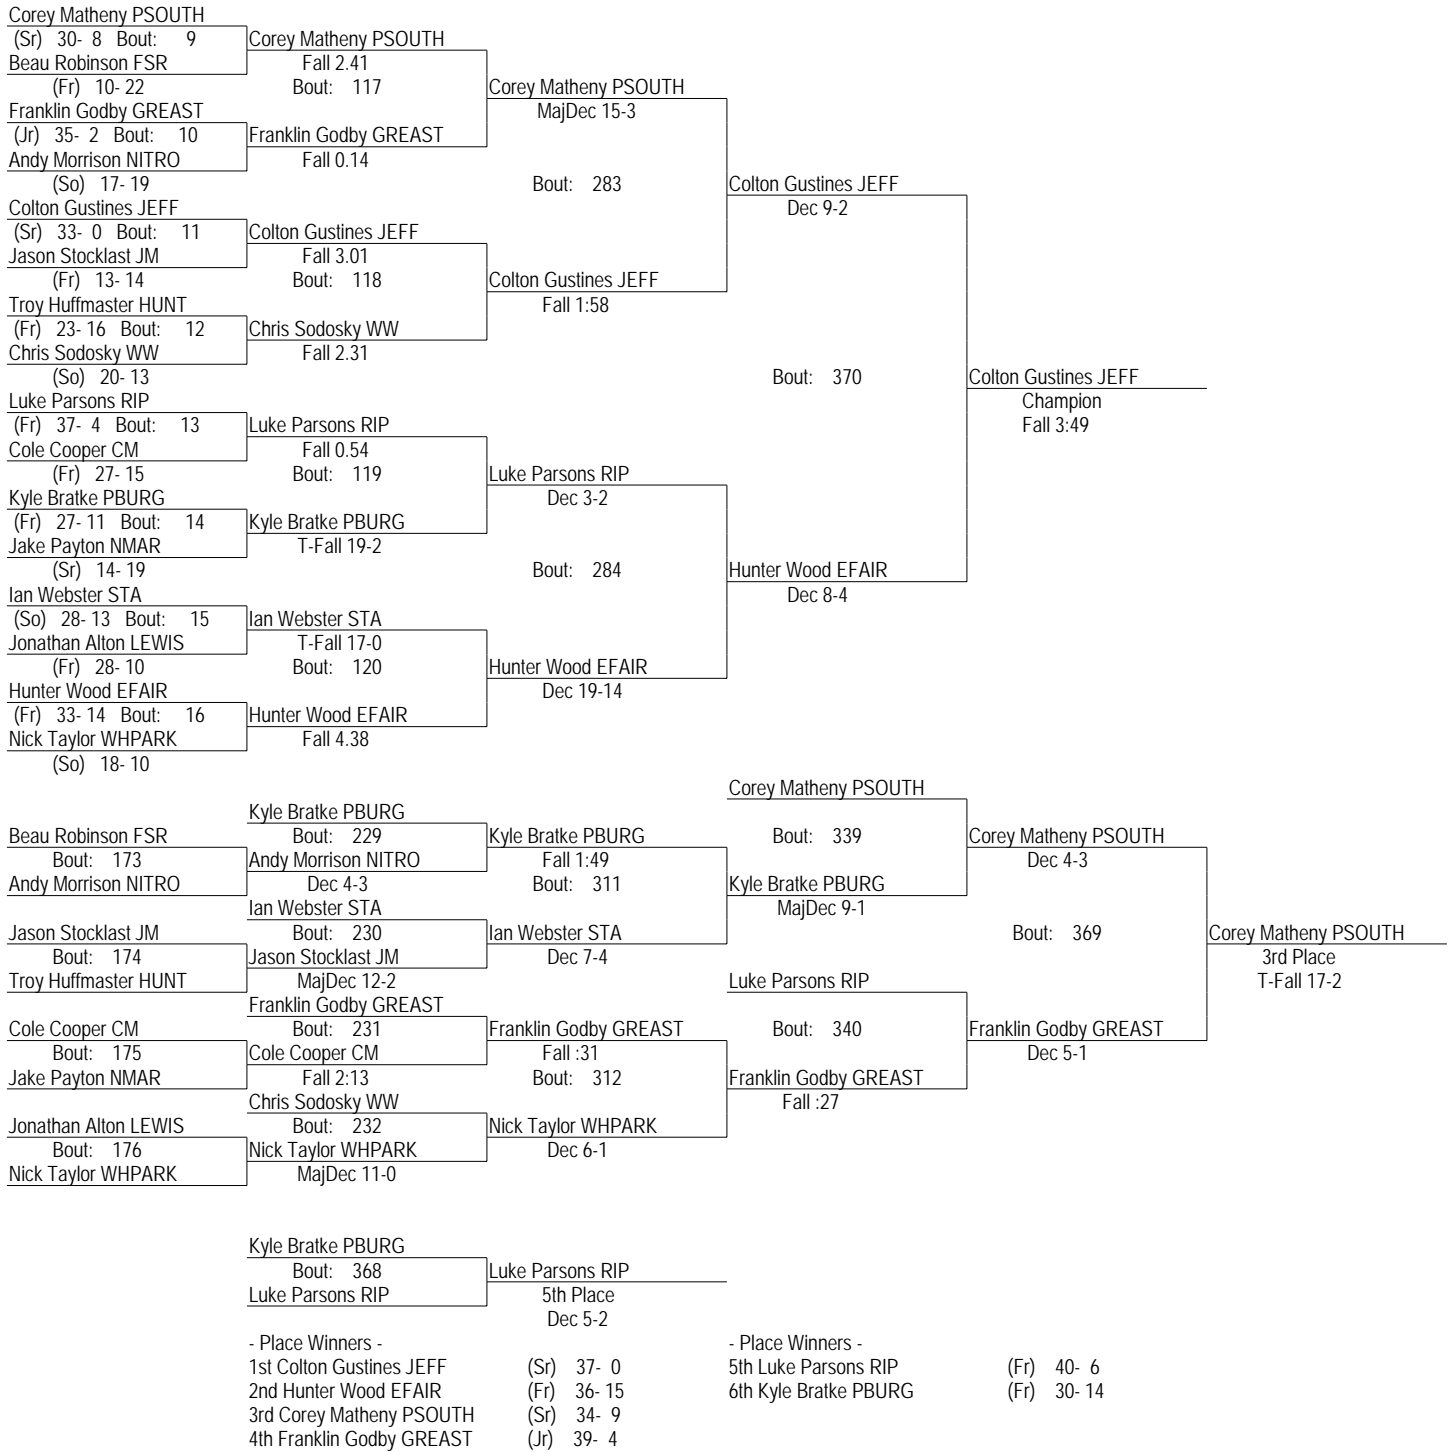 Corey Matheny PSOUTH
(Sr) 30- 8 Bout: 9 Corey Matheny PSOUTH
Beau Robinson FSR Fall 2.41
(Fr) 10- 22 Bout: 117 Corey Matheny PSOUTH
Franklin Godby GREAST MajDec 15-3
(Jr) 35- 2 Bout: 10 Franklin Godby GREAST
Andy Morrison NITRO Fall 0.14
(So) 17- 19 Bout: 283 Colton Gustines JEFF
Colton Gustines JEFF Dec 9-2
(Sr) 33- 0 Bout: 11 Colton Gustines JEFF
Jason Stocklast JM Fall 3.01
(Fr) 13- 14 Bout: 118 Colton Gustines JEFF
Troy Huffmaster HUNT Fall 1:58
(Fr) 23- 16 Bout: 12 Chris Sodosky WW
Chris Sodosky WW Fall 2.31
(So) 20- 13 Bout: 370 Colton Gustines JEFF
Luke Parsons RIP Champion
(Fr) 37- 4 Bout: 13 Luke Parsons RIP Fall 3:49
Cole Cooper CM Fall 0.54
(Fr) 27- 15 Bout: 119 Luke Parsons RIP
Kyle Bratke PBURG Dec 3-2
(Fr) 27- 11 Bout: 14 Kyle Bratke PBURG
Jake Payton NMAR T-Fall 19-2
(Sr) 14- 19 Bout: 284 Hunter Wood EFAIR
Ian Webster STA Dec 8-4
(So) 28- 13 Bout: 15 Ian Webster STA
Jonathan Alton LEWIS T-Fall 17-0
(Fr) 28- 10 Bout: 120 Hunter Wood EFAIR
Hunter Wood EFAIR Dec 19-14
(Fr) 33- 14 Bout: 16 Hunter Wood EFAIR
Nick Taylor WHPARK Fall 4.38
(So) 18- 10
Corey Matheny PSOUTH
Kyle Bratke PBURG
Beau Robinson FSR Bout: 229 Kyle Bratke PBURG Bout: 339 Corey Matheny PSOUTH
Bout: 173 Andy Morrison NITRO Fall 1:49 Dec 4-3
Andy Morrison NITRO Dec 4-3 Bout: 311 Kyle Bratke PBURG
Ian Webster STA MajDec 9-1
Jason Stocklast JM Bout: 230 Ian Webster STA Bout: 369 Corey Matheny PSOUTH
Bout: 174 Jason Stocklast JM Dec 7-4 3rd Place
Troy Huffmaster HUNT MajDec 12-2 Luke Parsons RIP T-Fall 17-2
Franklin Godby GREAST
Cole Cooper CM Bout: 231 Franklin Godby GREAST Bout: 340 Franklin Godby GREAST
Bout: 175 Cole Cooper CM Fall :31 Dec 5-1
Jake Payton NMAR Fall 2:13 Bout: 312 Franklin Godby GREAST
Chris Sodosky WW Fall :27
Jonathan Alton LEWIS Bout: 232 Nick Taylor WHPARK
Bout: 176 Nick Taylor WHPARK Dec 6-1
Nick Taylor WHPARK MajDec 11-0
Kyle Bratke PBURG
Bout: 368 Luke Parsons RIP
Luke Parsons RIP 5th Place
Dec 5-2
- Place Winners - - Place Winners -
1st Colton Gustines JEFF (Sr) 37- 0 5th Luke Parsons RIP (Fr) 40- 6
2nd Hunter Wood EFAIR (Fr) 36- 15 6th Kyle Bratke PBURG (Fr) 30- 14
3rd Corey Matheny PSOUTH (Sr) 34- 9
4th Franklin Godby GREAST (Jr) 39- 4